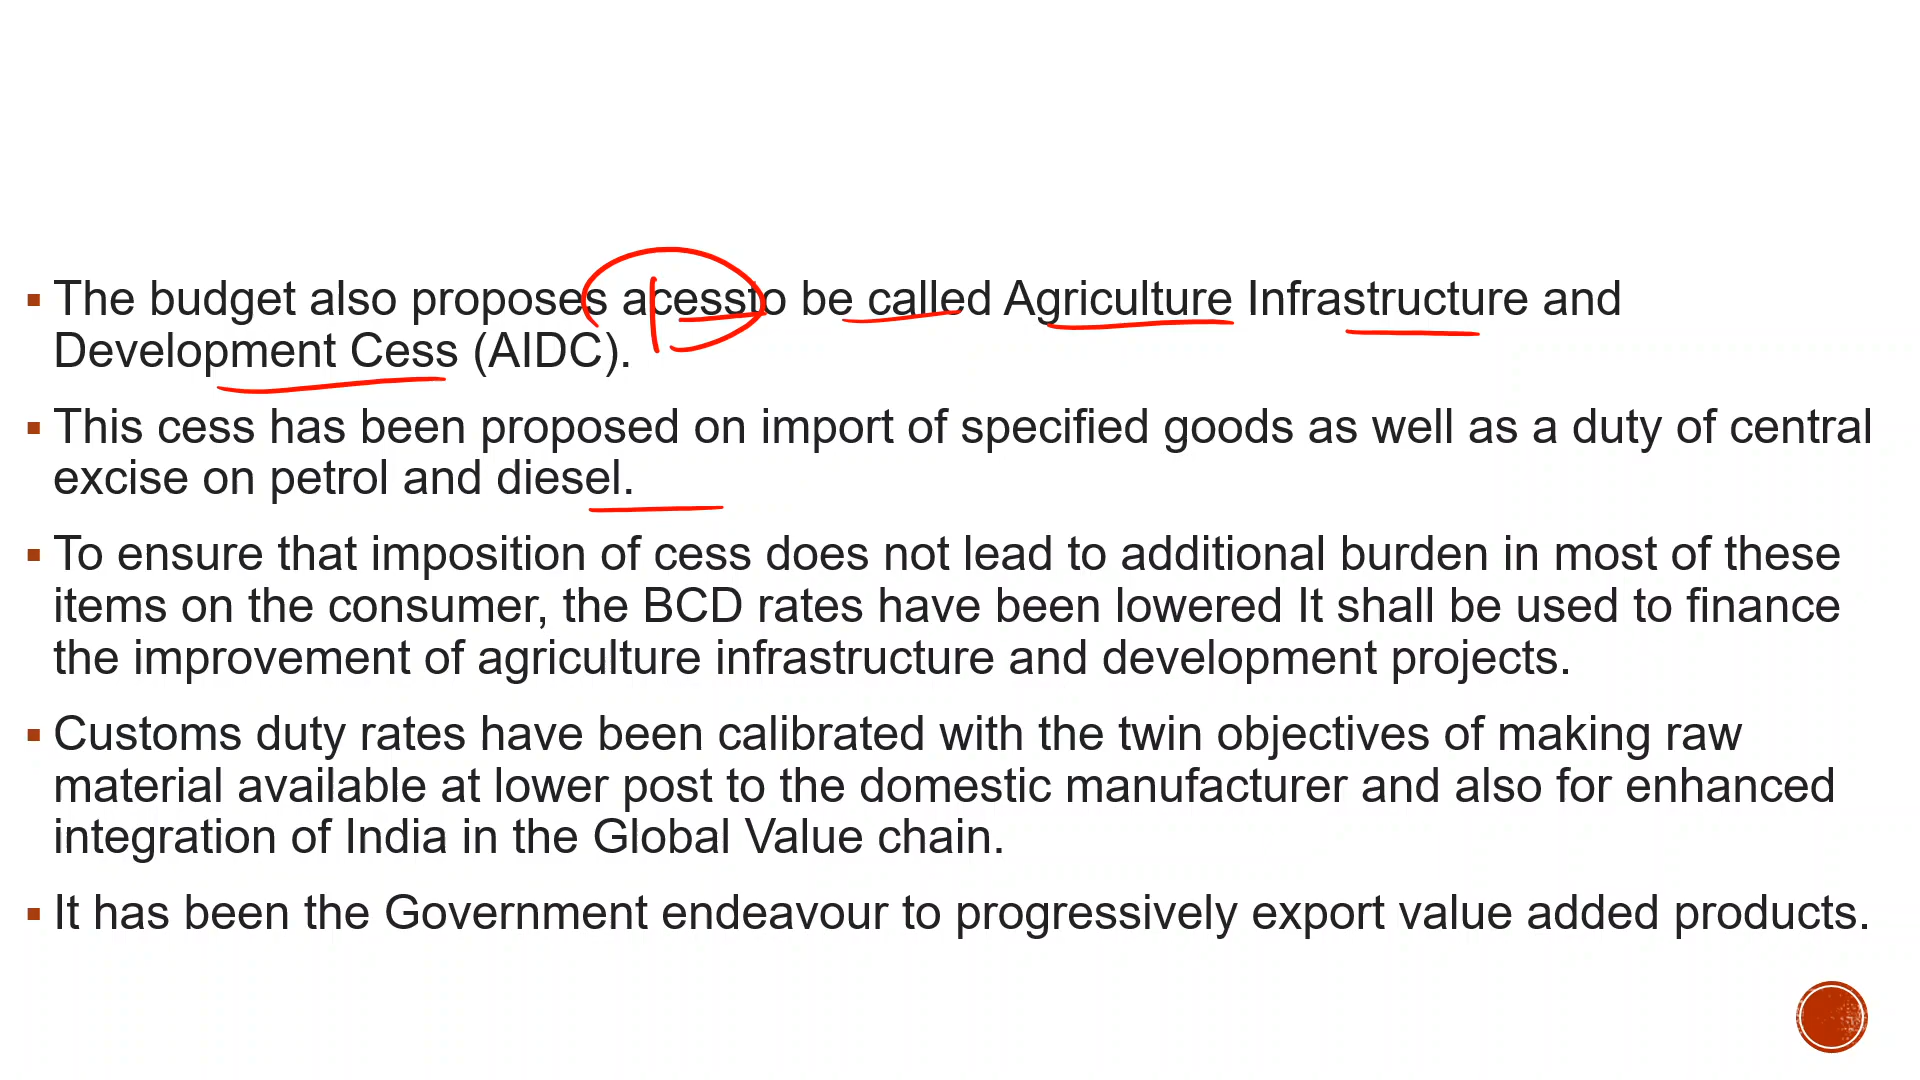 The budget also proposes acessto be called Agriculture Infrastructure and
Development Cess (AIDC).
This cess has been proposed on import of specified goods as well as a duty of central
excise on petrol and diesel.
To ensure that imposition of cess does not lead to additional burden in most of these
items on the consumer, the BCD rates have been lowered It shall be used to finance
the improvement of agriculture infrastructure and development projects.
Customs duty rates have been calibrated with the twin objectives of making raw
material available at lower post to the domestic manufacturer and also for enhanced
integration of India in the Global Value chain.
It has been the Government endeavour to progressively export value added products.